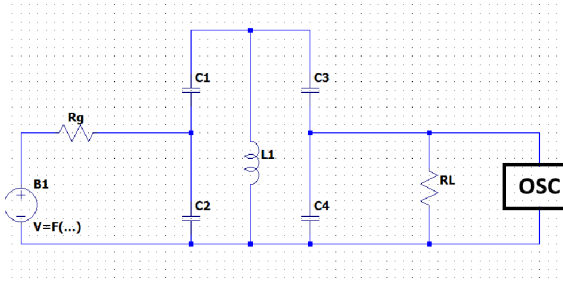 C1
C3
Rg
L1
B1
RL
OSC
C2
C4
V=F(...)